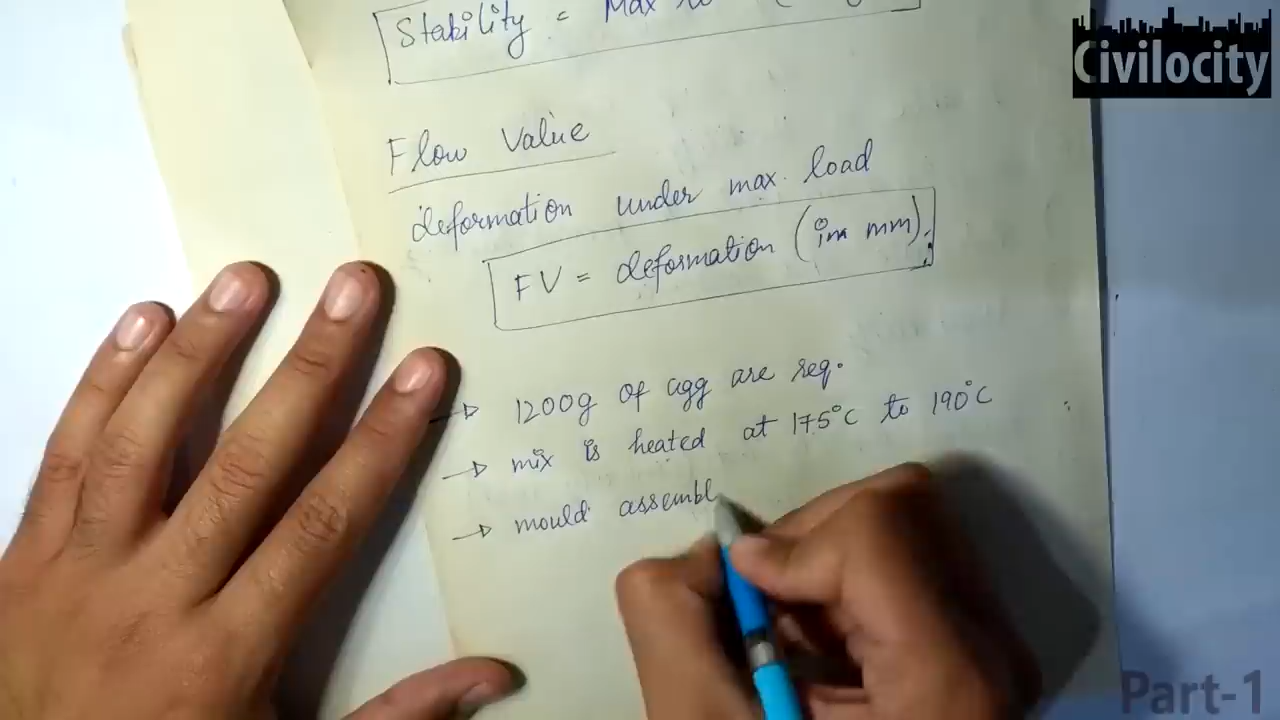 Stability = Max
Civilocity
Flow Value
deformation under max. load
FV = deformation (in mm).
→ 1200g of agg are req.
→ mix is heated at 175°C to 190°C
→ mould assembl
Part-1